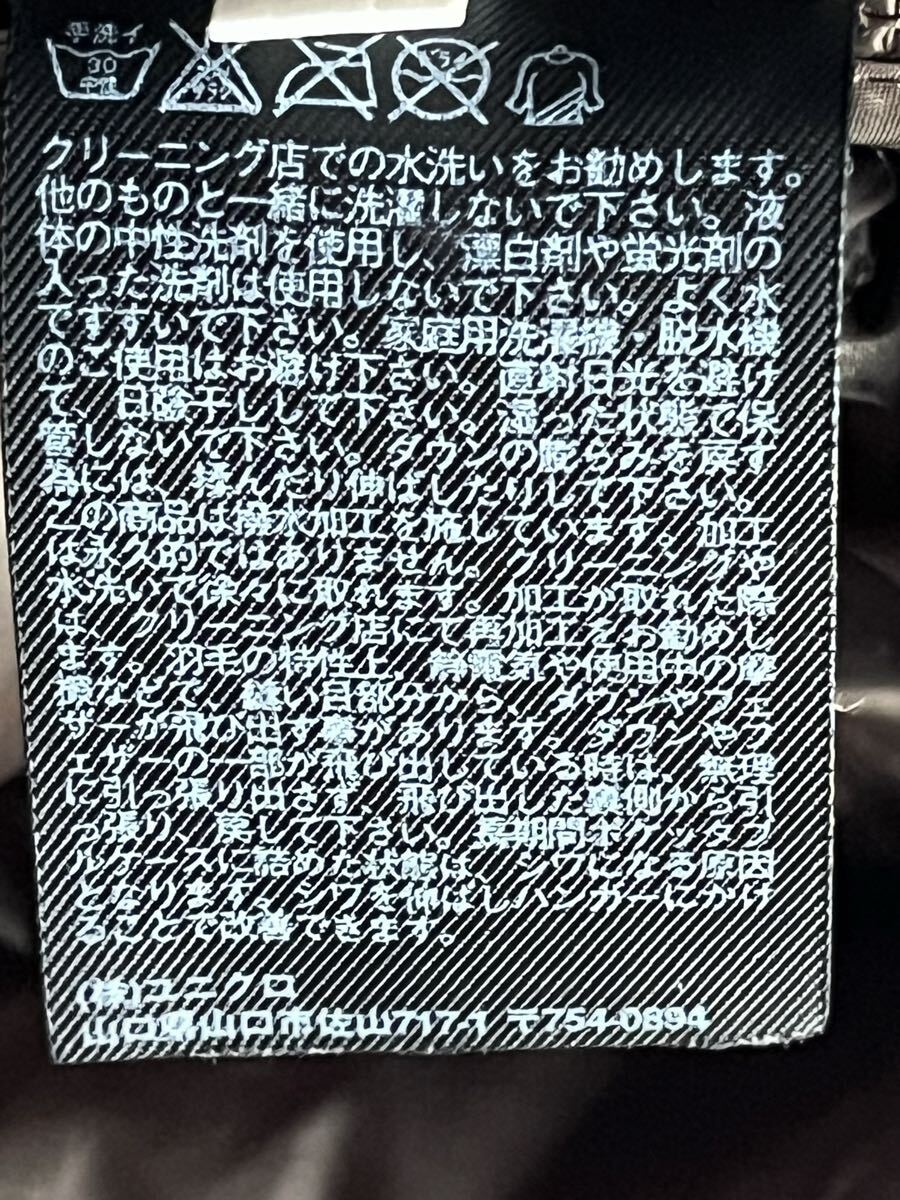 手洗イ
30
中性
エンソサラシ
ドライ
クリーニング店での水洗いをお勧めします。
他のものと一緒に洗濯しないで下さい。液
体の中性洗剤を使用し、漂白剤や蛍光剤の
入った洗剤は使用しないで下さい。よく水
ですすいで下さい。家庭用洗濯機・脱水機
のご使用はお避け下さい。直射日光を避け
て、日陰干しして下さい。湿った状態で保
管しないで下さい。ダウンの膨らみを戻す
為には、揉んだり伸ばしたりして下さい。
この商品は撥水加工を施しています。加工
は永久的ではありません。クリーニングや
水洗いで徐々に取れます。加工が取れた際
は、クリーニング店にて再加工をお勧めし
ます。羽毛の特性上、静電気や使用中の摩
擦などで、縫い目部分から、ダウンやフェ
ザーが飛び出す事があります。ダウンやフ
ェザーの一部が飛び出している時は、無理
に引っ張り出さず、飛び出した裏側から引
っ張り、戻して下さい。長期間ポケッタブ
ルケースに詰めた状態は、シワになる原因
となります。シワを伸ばしハンガーにかけ
ることで改善できます。
(株)ユニクロ
山口県山口市佐山717-1 〒754-0894